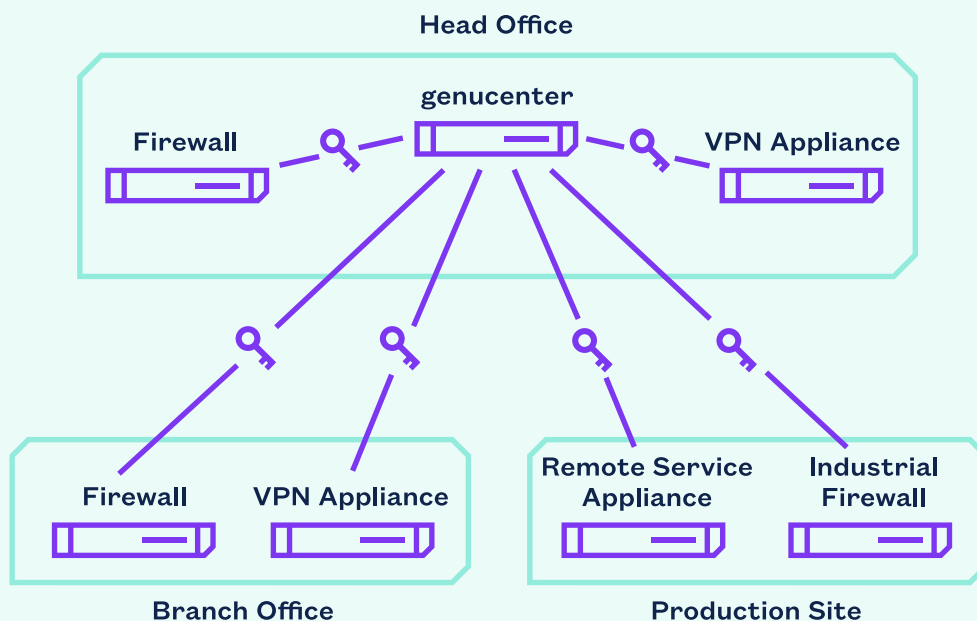 Head Office
genucenter
Firewall
VPN Appliance
Firewall
VPN Appliance
Remote Service
Appliance
Industrial
Firewall
Branch Office
Production Site